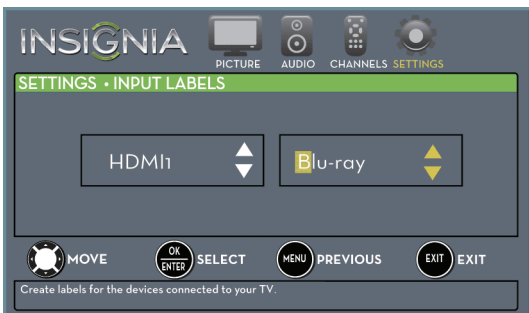 INSIGNIA
PICTURE AUDIO CHANNELS SETTINGS
SETTINGS • INPUT LABELS
HDMI1 Blu-ray
MOVE OK ENTER SELECT MENU PREVIOUS EXIT EXIT
Create labels for the devices connected to your TV.